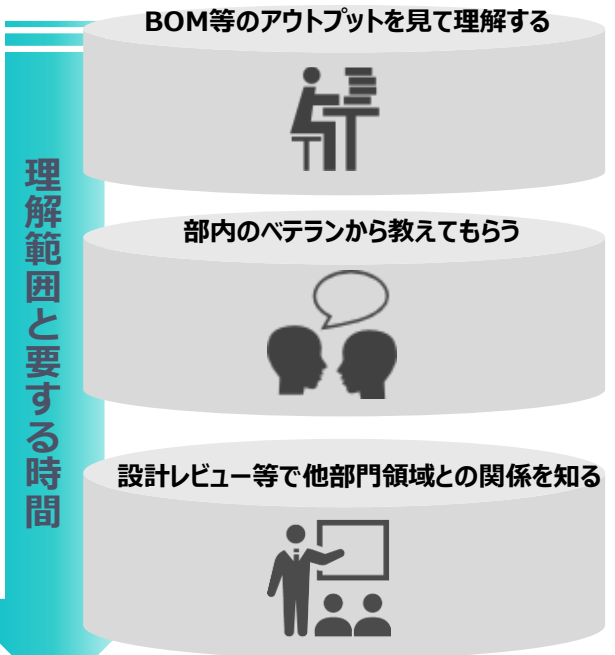 BOM等のアウトプットを見て理解する
部内のベテランから教えてもらう
設計レビュー等で他部門領域との関係を知る
理解範囲と要する時間